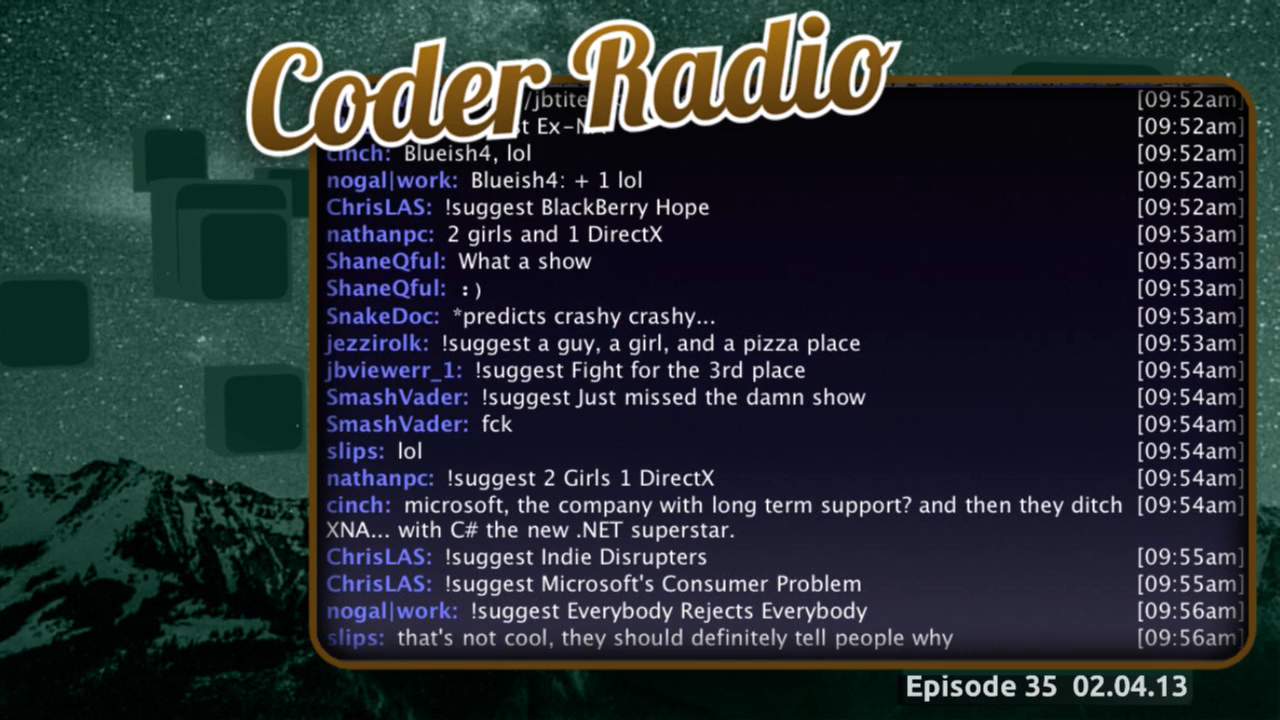 Coder Radio
/jbtite [09:52am]
[09:52am]
cinch: Blueish4, lol [09:52am]
nogal|work: Blueish4: + 1 lol [09:52am]
ChrisLAS: !suggest BlackBerry Hope [09:52am]
nathanpc: 2 girls and 1 DirectX [09:53am]
ShaneQful: What a show [09:53am]
ShaneQful: :) [09:53am]
SnakeDoc: *predicts crashy crashy... [09:53am]
jezzirolk: !suggest a guy, a girl, and a pizza place [09:53am]
jbviewerr_1: !suggest Fight for the 3rd place [09:54am]
SmashVader: !suggest Just missed the damn show [09:54am]
SmashVader: fck [09:54am]
slips: lol [09:54am]
nathanpc: !suggest 2 Girls 1 DirectX [09:54am]
cinch: microsoft, the company with long term support? and then they ditch [09:54am]
XNA... with C# the new .NET superstar.
ChrisLAS: !suggest Indie Disrupters [09:55am]
ChrisLAS: !suggest Microsoft's Consumer Problem [09:55am]
nogal|work: !suggest Everybody Rejects Everybody [09:56am]
slips: that's not cool, they should definitely tell people why [09:56am]
Episode 35 02.04.13